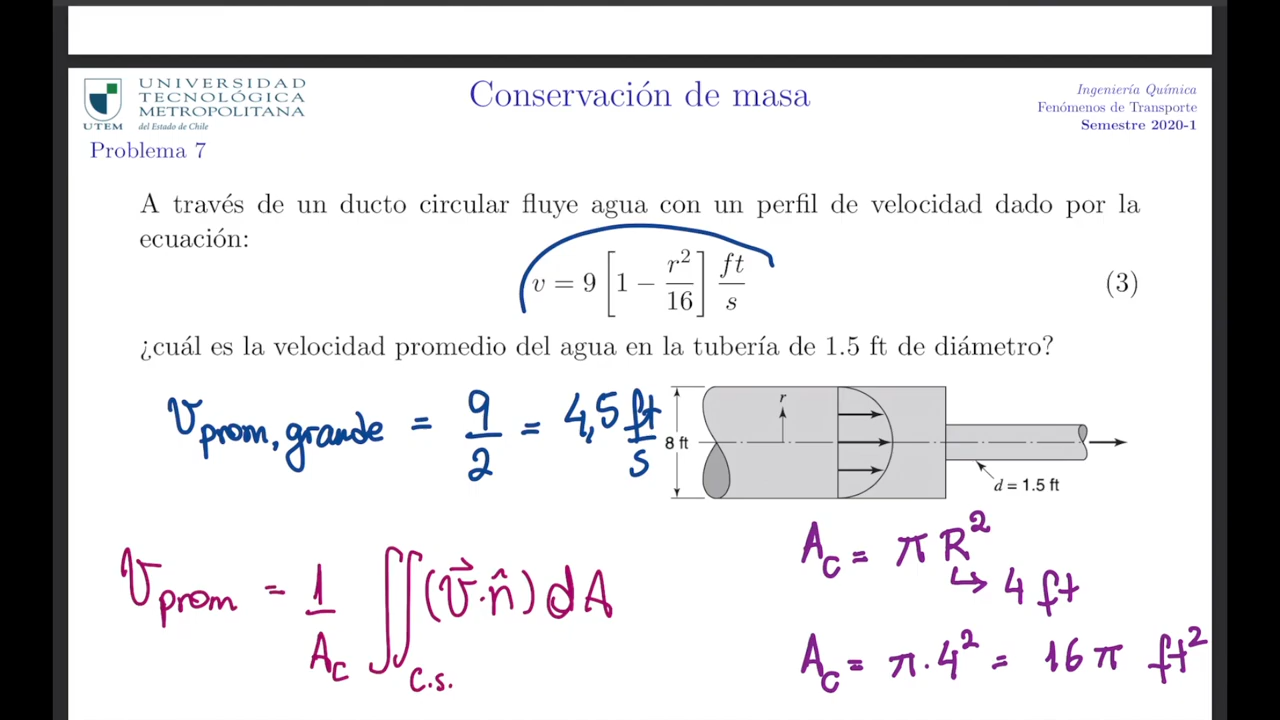 UNIVERSIDAD
TECNOLÓGICA
METROPOLITANA
UTEM del Estado de Chile
Conservación de masa
Ingeniería Química
Fenómenos de Transporte
Semestre 2020-1
Problema 7
A través de un ducto circular fluye agua con un perfil de velocidad dado por la
ecuación:
v = 9 [1 − r²/16] ft/s (3)
¿cuál es la velocidad promedio del agua en la tubería de 1.5 ft de diámetro?
v prom, grande = 9/2 = 4,5 ft/s
r
8 ft
d = 1.5 ft
A_C = π R²
↳ 4 ft
v prom = 1/A_C ∬_C.S. (v⃗·n̂) dA
A_C = π·4² = 16 π ft²